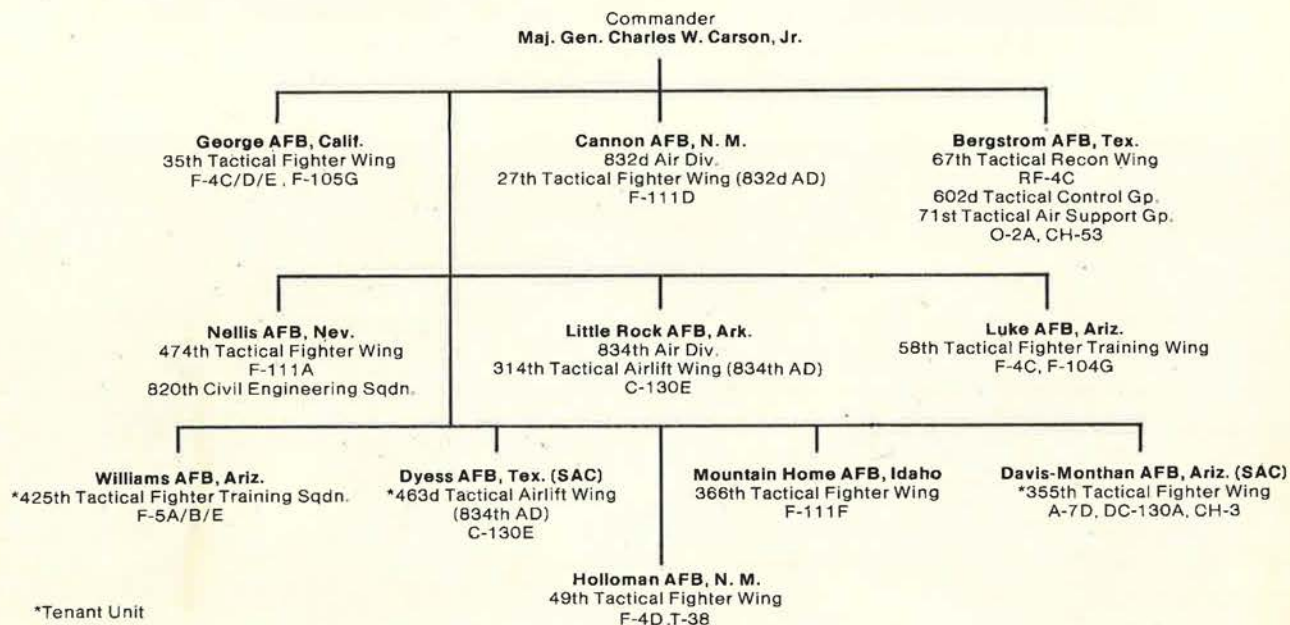 Commander
Maj. Gen. Charles W. Carson, Jr.
George AFB, Calif.
35th Tactical Fighter Wing
F-4C/D/E, F-105G
Cannon AFB, N. M.
832d Air Div.
27th Tactical Fighter Wing (832d AD)
F-111D
Bergstrom AFB, Tex.
67th Tactical Recon Wing
RF-4C
602d Tactical Control Gp.
71st Tactical Air Support Gp.
O-2A, CH-53
Nellis AFB, Nev.
474th Tactical Fighter Wing
F-111A
820th Civil Engineering Sqdn.
Little Rock AFB, Ark.
834th Air Div.
314th Tactical Airlift Wing (834th AD)
C-130E
Luke AFB, Ariz.
58th Tactical Fighter Training Wing
F-4C, F-104G
Williams AFB, Ariz.
*425th Tactical Fighter Training Sqdn.
F-5A/B/E
Dyess AFB, Tex. (SAC)
*463d Tactical Airlift Wing
(834th AD)
C-130E
Mountain Home AFB, Idaho
366th Tactical Fighter Wing
F-111F
Davis-Monthan AFB, Ariz. (SAC)
*355th Tactical Fighter Wing
A-7D, DC-130A, CH-3
Holloman AFB, N. M.
49th Tactical Fighter Wing
F-4D, T-38
*Tenant Unit